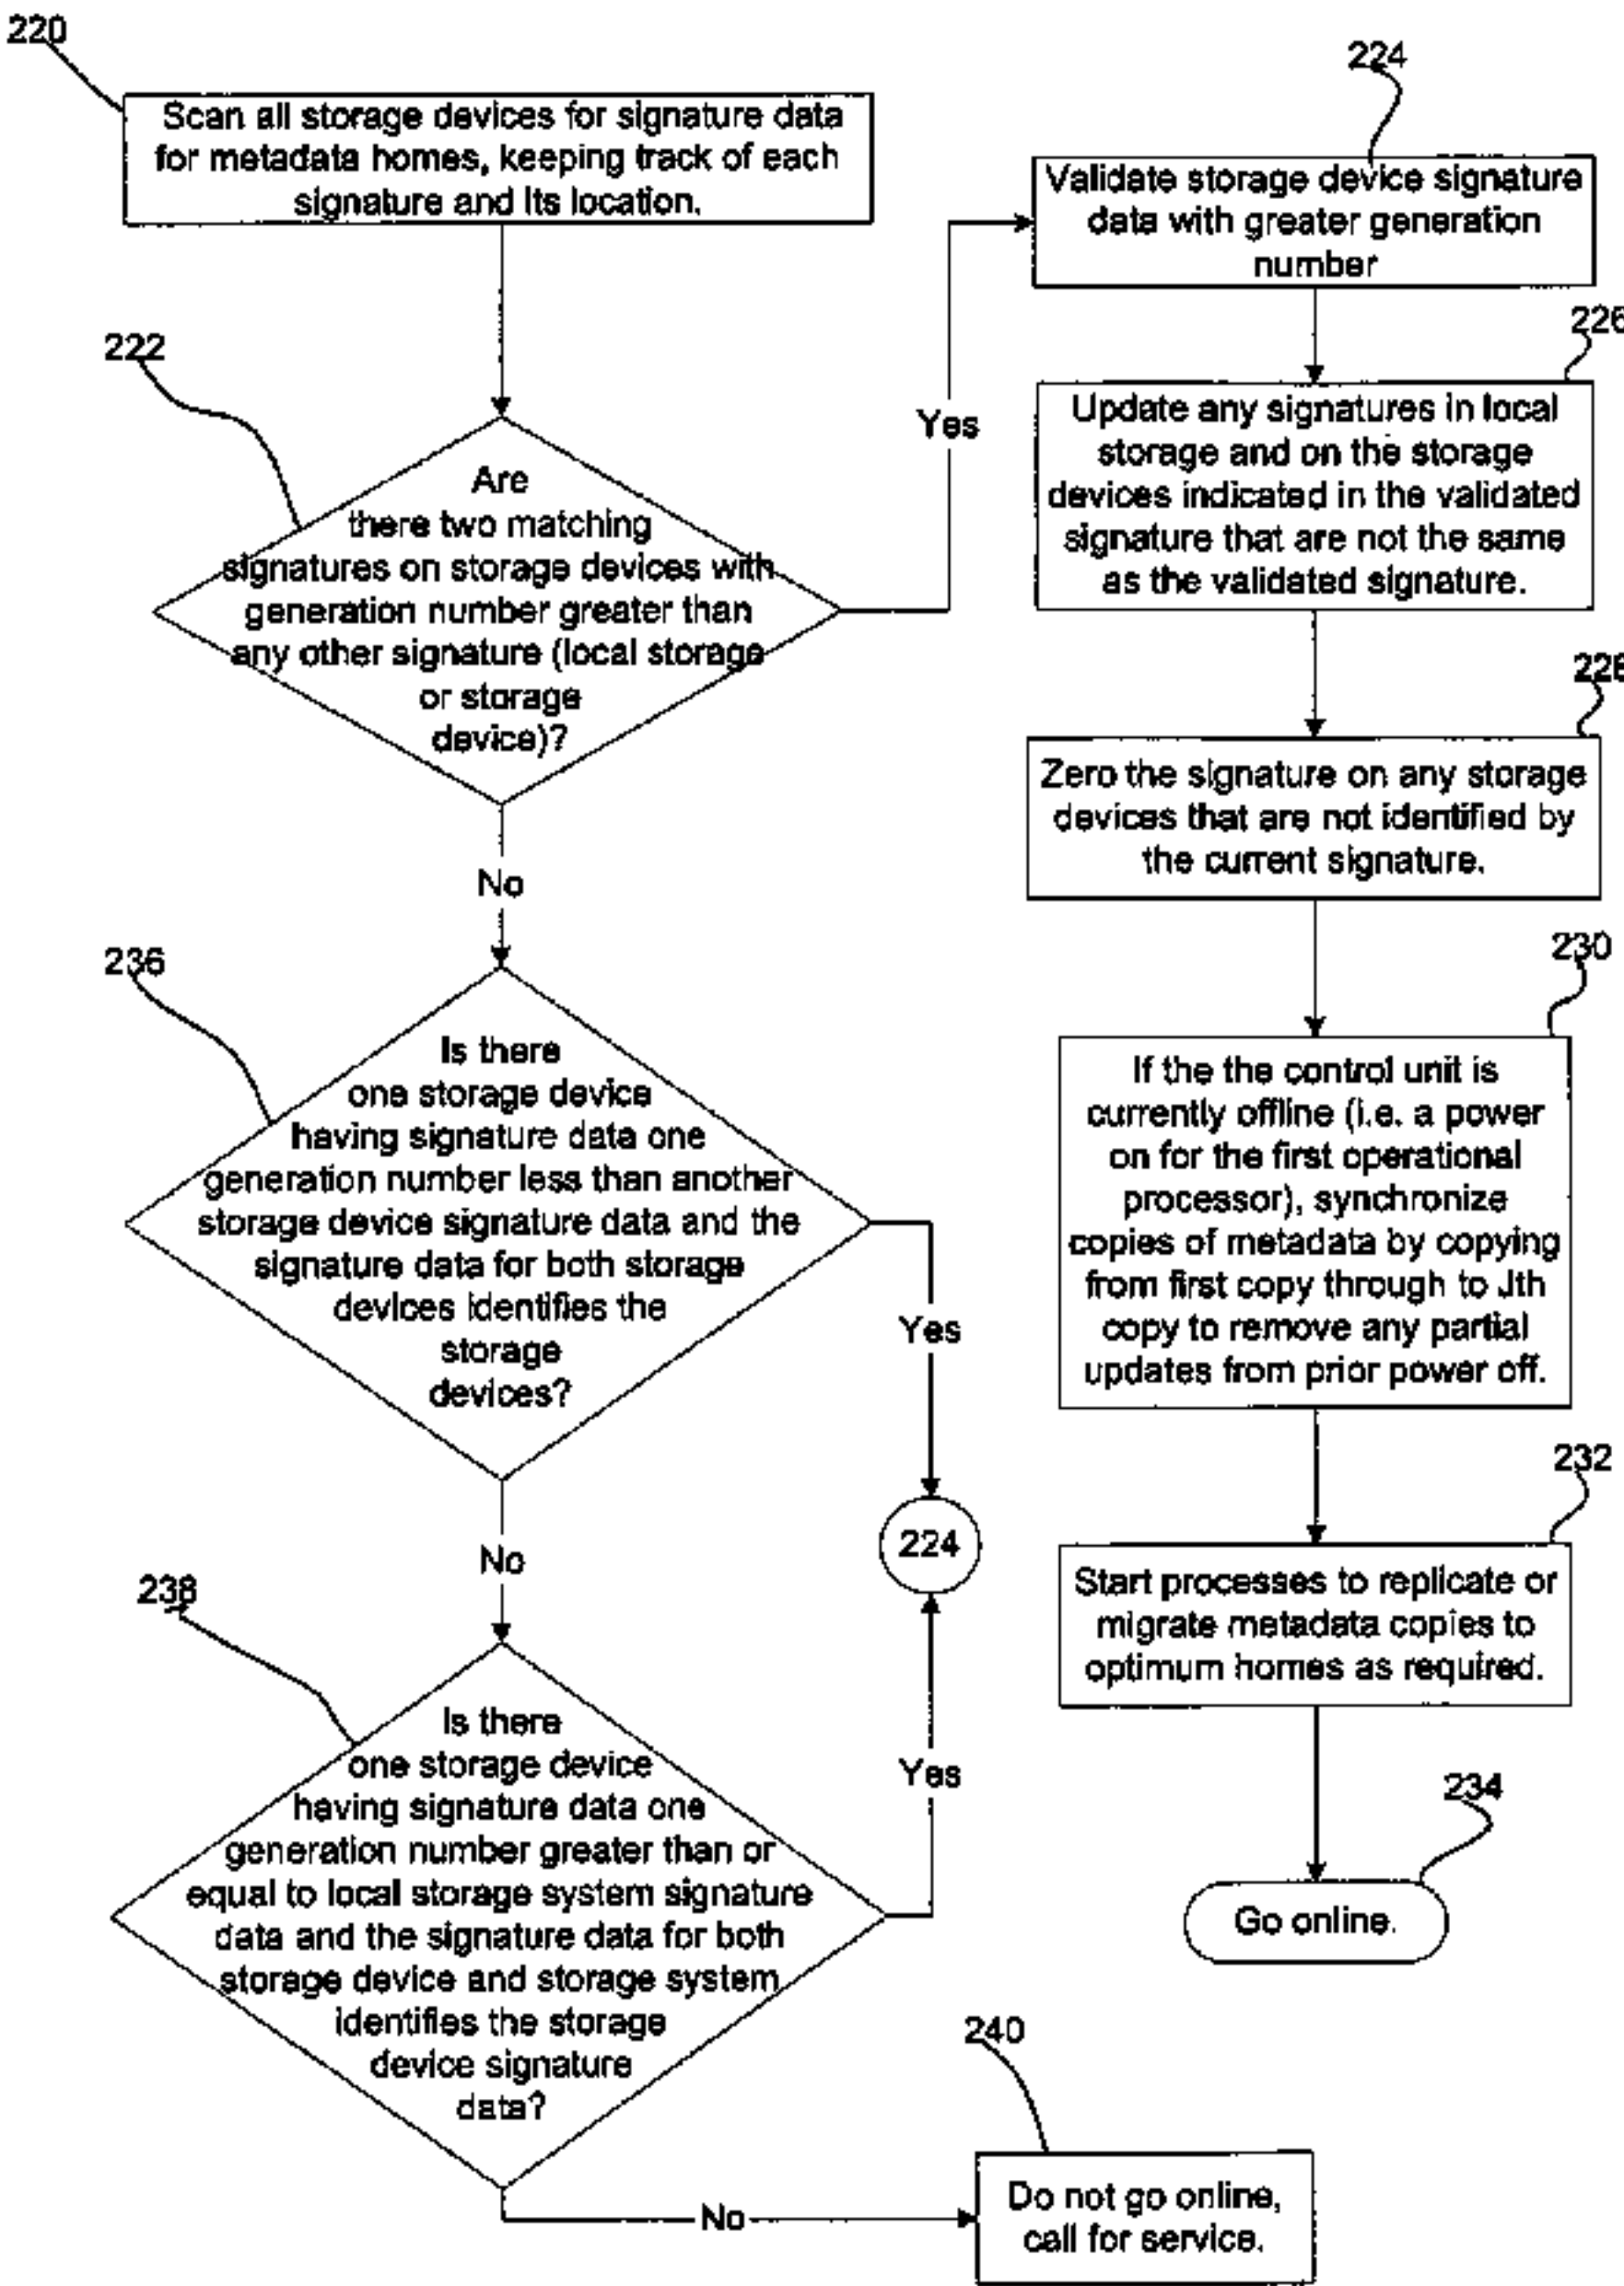 220
Scan all storage devices for signature data
for metadata homes, keeping track of each
signature and its location.
222
Are
there two matching
signatures on storage devices with
generation number greater than
any other signature (local storage
or storage
device)?
Yes
No
224
Validate storage device signature
data with greater generation
number
226
Update any signatures in local
storage and on the storage
devices indicated in the validated
signature that are not the same
as the validated signature.
228
Zero the signature on any storage
devices that are not identified by
the current signature.
230
If the the control unit is
currently offline (i.e. a power
on for the first operational
processor), synchronize
copies of metadata by copying
from first copy through to Jth
copy to remove any partial
updates from prior power off.
232
Start processes to replicate or
migrate metadata copies to
optimum homes as required.
234
Go online.
236
Is there
one storage device
having signature data one
generation number less than another
storage device signature data and the
signature data for both storage
devices identifies the
storage
devices?
Yes
224
No
238
Is there
one storage device
having signature data one
generation number greater than or
equal to local storage system signature
data and the signature data for both
storage device and storage system
identifies the storage
device signature
data?
Yes
No
240
Do not go online,
call for service.